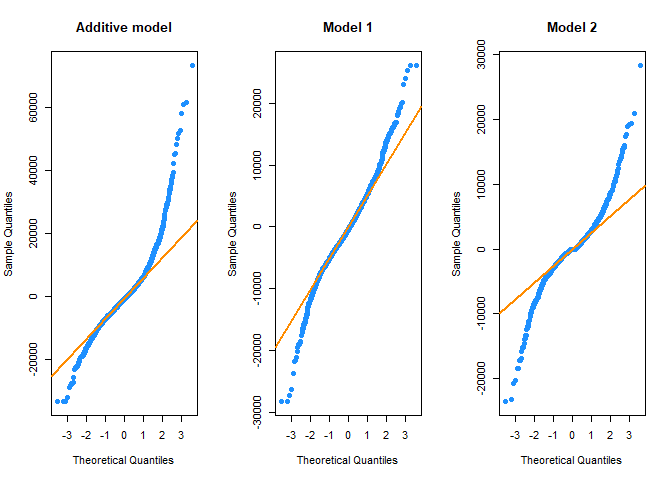 Additive model
Sample Quantiles
-20000 0 20000 40000 60000
-3 -2 -1 0 1 2 3
Theoretical Quantiles
Model 1
Sample Quantiles
-30000 -20000 -10000 0 10000 20000
-3 -2 -1 0 1 2 3
Theoretical Quantiles
Model 2
Sample Quantiles
-20000 -10000 0 10000 20000 30000
-3 -2 -1 0 1 2 3
Theoretical Quantiles